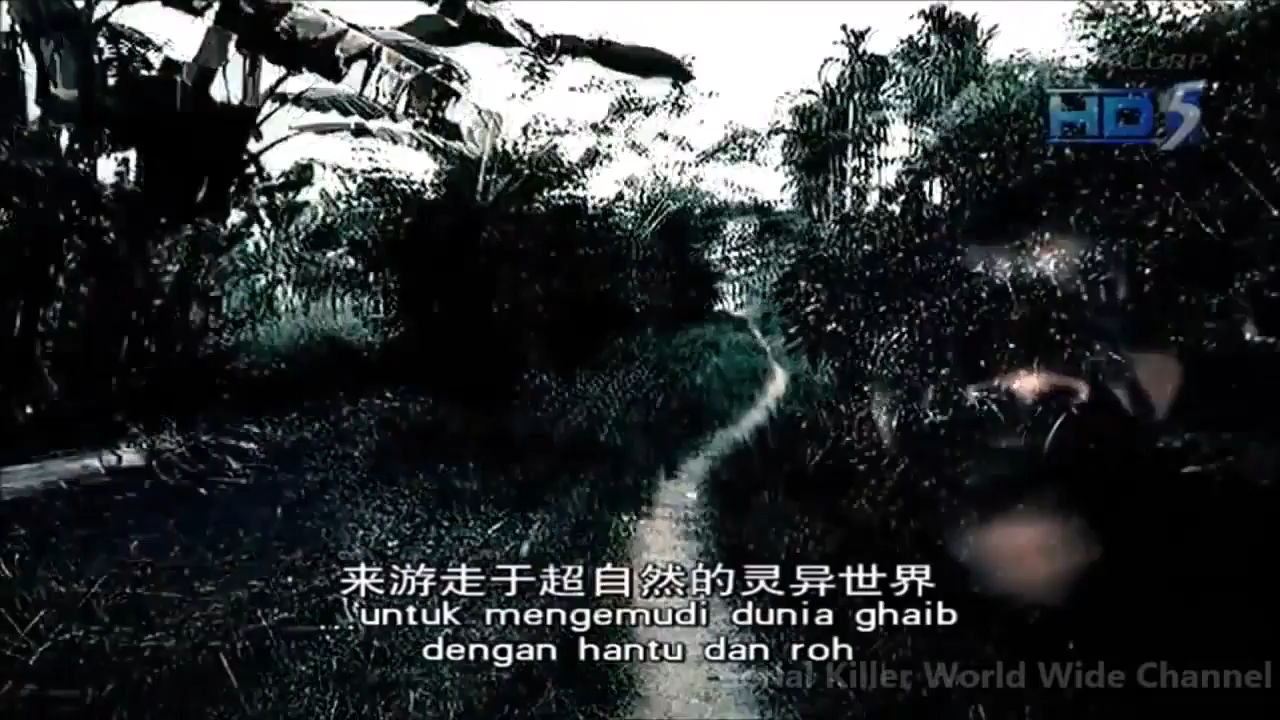 HD5
来游走于超自然的灵异世界
..."untuk mengemudi dunia ghaib
dengan hantu dan roh
Killer World Wide Channel